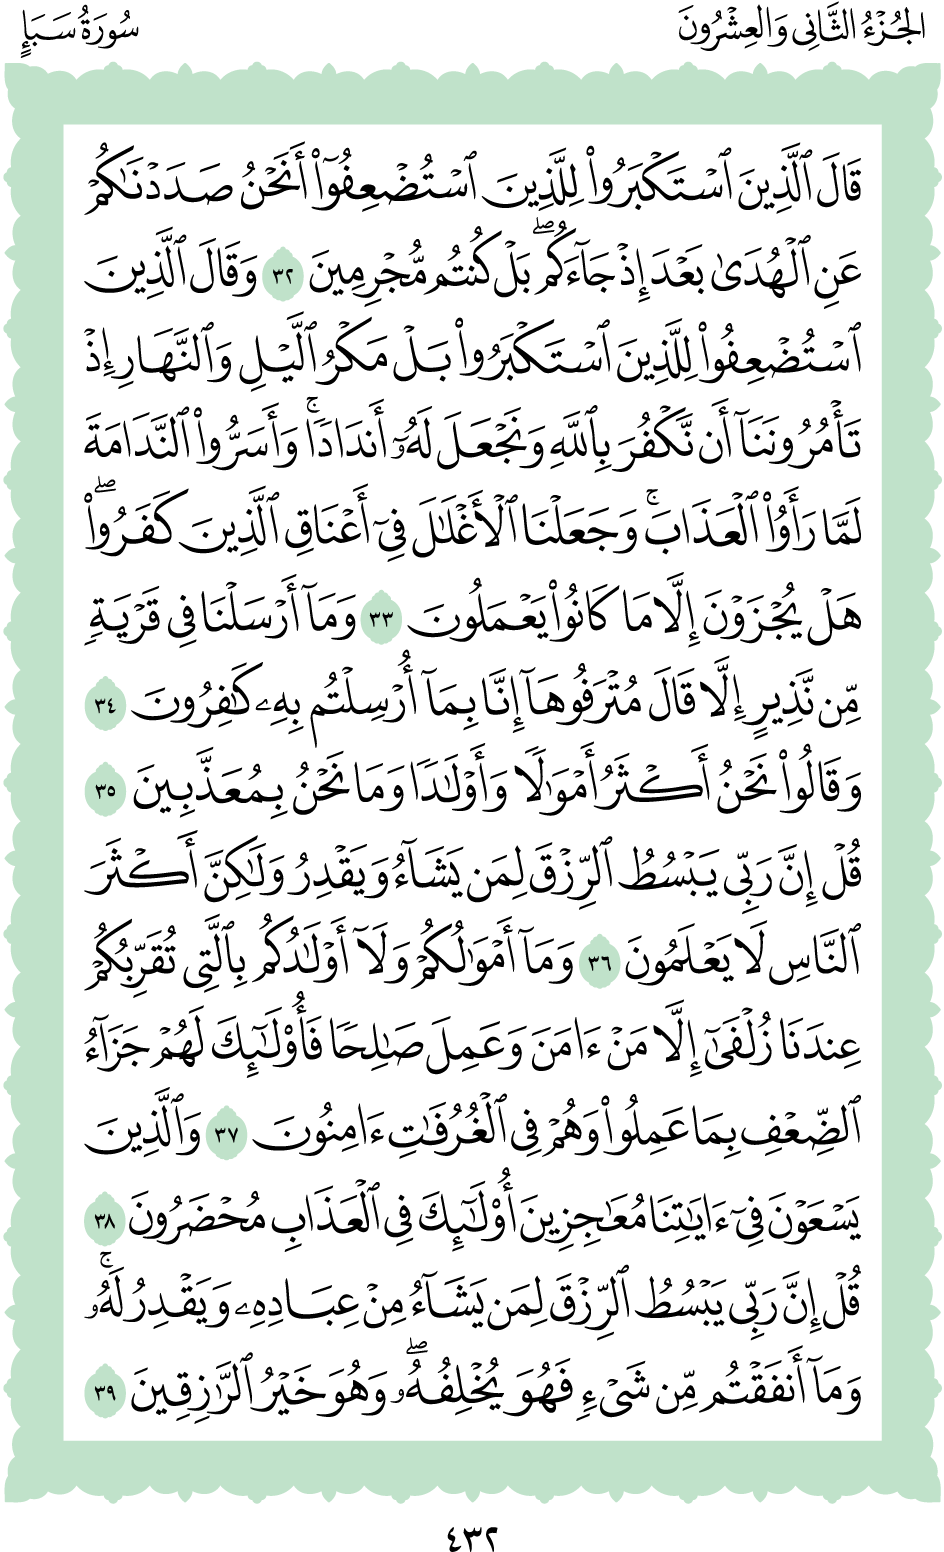 الجُزْءُ الثَّانِي وَالعِشْرُونَ
سُورَةُ سَبَإٍ
قَالَ ٱلَّذِينَ ٱسْتَكْبَرُوا۟ لِلَّذِينَ ٱسْتُضْعِفُوٓا۟ أَنَحْنُ صَدَدْنَٰكُمْ
عَنِ ٱلْهُدَىٰ بَعْدَ إِذْ جَآءَكُم ۖ بَلْ كُنتُم مُّجْرِمِينَ ٣٢ وَقَالَ ٱلَّذِينَ
ٱسْتُضْعِفُوا۟ لِلَّذِينَ ٱسْتَكْبَرُوا۟ بَلْ مَكْرُ ٱلَّيْلِ وَٱلنَّهَارِ إِذْ
تَأْمُرُونَنَآ أَن نَّكْفُرَ بِٱللَّهِ وَنَجْعَلَ لَهُۥٓ أَندَادًا ۚ وَأَسَرُّوا۟ ٱلنَّدَامَةَ
لَمَّا رَأَوُا۟ ٱلْعَذَابَ ۚ وَجَعَلْنَا ٱلْأَغْلَٰلَ فِىٓ أَعْنَاقِ ٱلَّذِينَ كَفَرُوا۟ ۖ
هَلْ يُجْزَوْنَ إِلَّا مَا كَانُوا۟ يَعْمَلُونَ ٣٣ وَمَآ أَرْسَلْنَا فِى قَرْيَةٍ
مِّن نَّذِيرٍ إِلَّا قَالَ مُتْرَفُوهَآ إِنَّا بِمَآ أُرْسِلْتُم بِهِۦ كَٰفِرُونَ ٣٤
وَقَالُوا۟ نَحْنُ أَكْثَرُ أَمْوَٰلًا وَأَوْلَٰدًا وَمَا نَحْنُ بِمُعَذَّبِينَ ٣٥
قُلْ إِنَّ رَبِّى يَبْسُطُ ٱلرِّزْقَ لِمَن يَشَآءُ وَيَقْدِرُ وَلَٰكِنَّ أَكْثَرَ
ٱلنَّاسِ لَا يَعْلَمُونَ ٣٦ وَمَآ أَمْوَٰلُكُمْ وَلَآ أَوْلَٰدُكُم بِٱلَّتِى تُقَرِّبُكُمْ
عِندَنَا زُلْفَىٰٓ إِلَّا مَنْ ءَامَنَ وَعَمِلَ صَٰلِحًا فَأُو۟لَٰٓئِكَ لَهُمْ جَزَآءُ
ٱلضِّعْفِ بِمَا عَمِلُوا۟ وَهُمْ فِى ٱلْغُرُفَٰتِ ءَامِنُونَ ٣٧ وَٱلَّذِينَ
يَسْعَوْنَ فِىٓ ءَايَٰتِنَا مُعَٰجِزِينَ أُو۟لَٰٓئِكَ فِى ٱلْعَذَابِ مُحْضَرُونَ ٣٨
قُلْ إِنَّ رَبِّى يَبْسُطُ ٱلرِّزْقَ لِمَن يَشَآءُ مِنْ عِبَادِهِۦ وَيَقْدِرُ لَهُۥ ۚ
وَمَآ أَنفَقْتُم مِّن شَىْءٍ فَهُوَ يُخْلِفُهُۥ ۖ وَهُوَ خَيْرُ ٱلرَّٰزِقِينَ ٣٩
٤٣٢